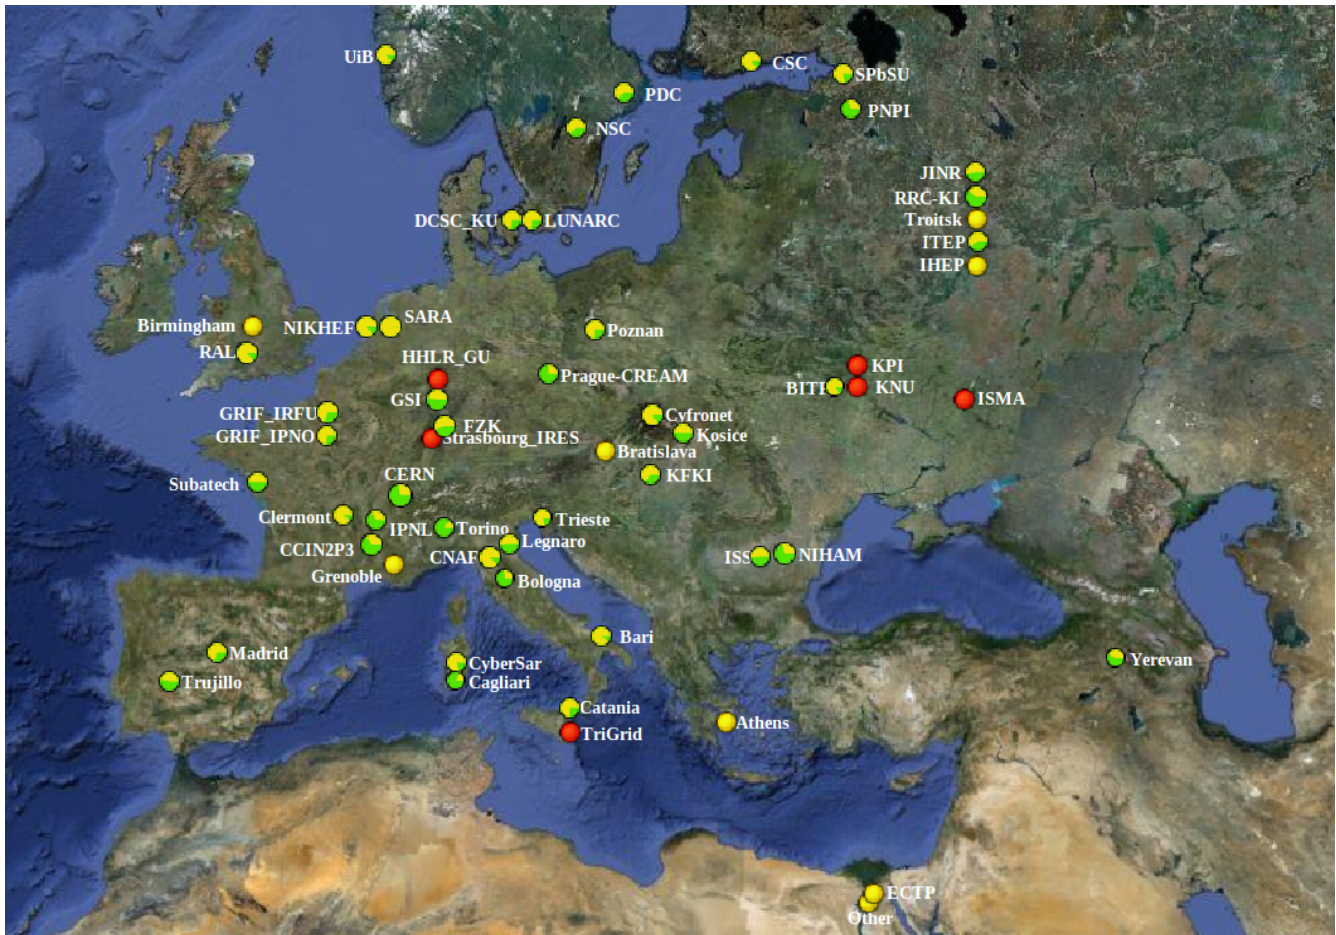 UiB
CSC
SPbSU
PDC
PNPI
NSC
JINR
RRC-KI
Troitsk
DCSC_KU
LUNARC
ITEP
IHEP
SARA
Birmingham
NIKHEF
RAL
HHLR_GU
Poznan
KPI
Prague-CREAM
BITP
KNU
GSI
ISMA
GRIF_IRFU
Cyfronet
FZK
GRIF_IPNO
Strasbourg_IRES
Kosice
Bratislava
CERN
KFKI
Subatech
Clermont
IPNL
Torino
Trieste
Legnaro
CCIN2P3
CNAF
ISS
NIHAM
Grenoble
Bologna
Bari
Madrid
CyberSar
Yerevan
Trujillo
Cagliari
Catania
Athens
TriGrid
ECTP
Other